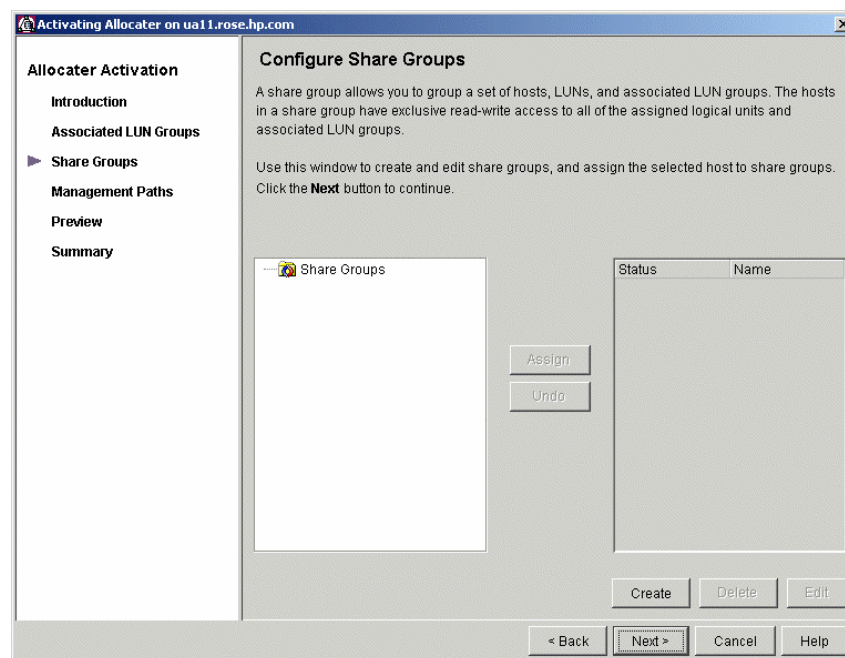 Activating Allocater on ua11.rose.hp.com
Allocater Activation
Introduction
Associated LUN Groups
Share Groups
Management Paths
Preview
Summary
Configure Share Groups
A share group allows you to group a set of hosts, LUNs, and associated LUN groups. The hosts
in a share group have exclusive read-write access to all of the assigned logical units and
associated LUN groups.
Use this window to create and edit share groups, and assign the selected host to share groups.
Click the Next button to continue.
Share Groups
Status Name
Assign
Undo
Create Delete Edit
< Back Next > Cancel Help